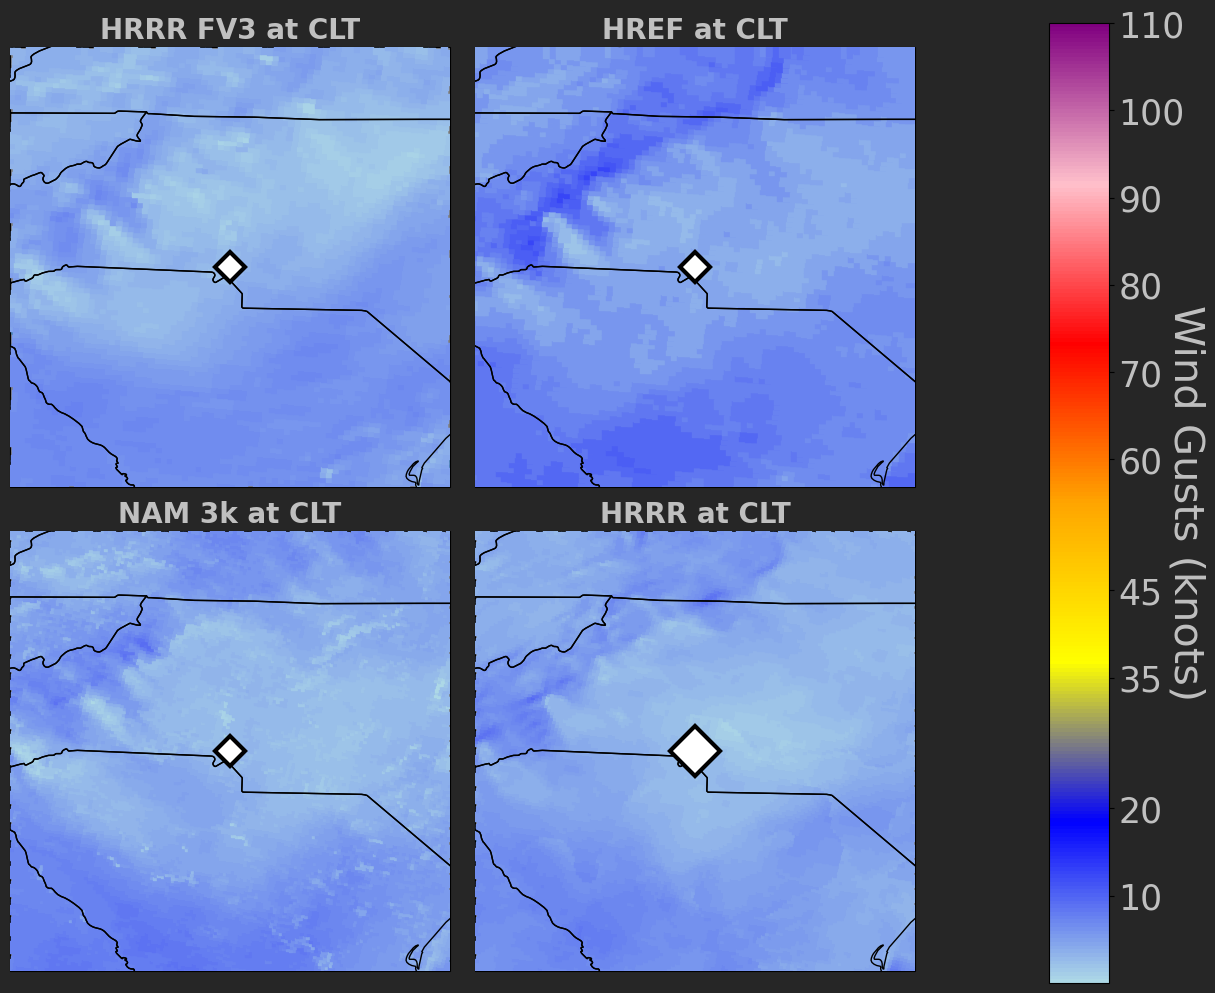 HRRR FV3 at CLT
HREF at CLT
NAM 3k at CLT
HRRR at CLT
110
100
90
80
70
60
45
35
20
10
Wind Gusts (knots)